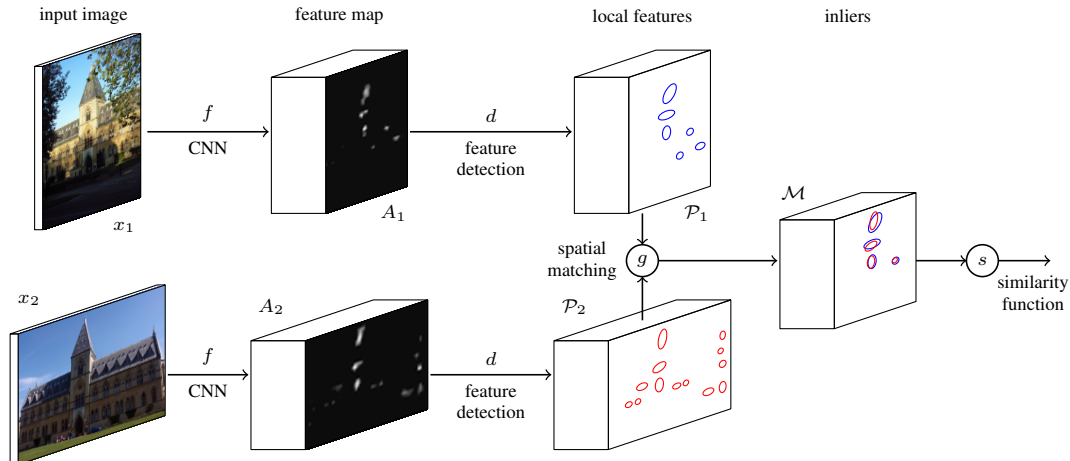 input image
feature map
local features
inliers
f
CNN
d
feature
detection
x₁
A₁
𝒫₁
ℳ
spatial
matching
g
s
similarity
function
x₂
A₂
𝒫₂
f
CNN
d
feature
detection